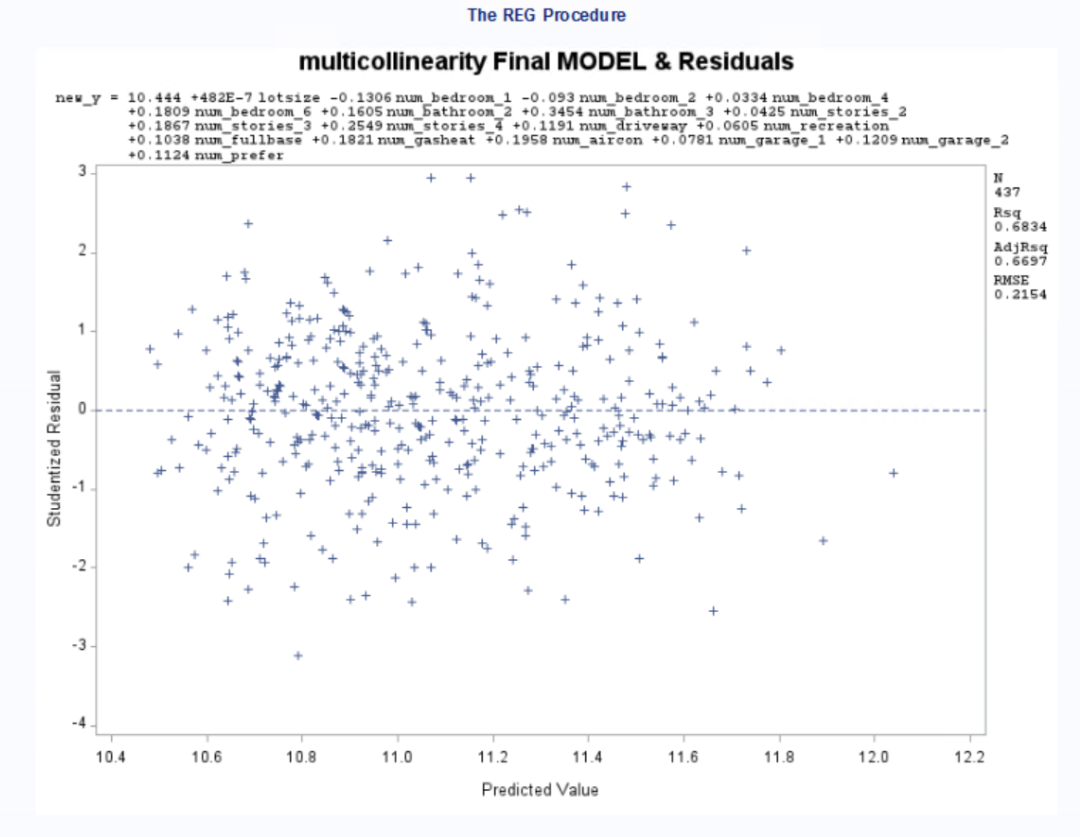 The REG Procedure
multicollinearity Final MODEL & Residuals
new_y = 10.444 +482E-7 lotsize -0.1306 num_bedroom_1 -0.093 num_bedroom_2 +0.0334 num_bedroom_4
+0.1809 num_bedroom_6 +0.1605 num_bathroom_2 +0.3454 num_bathroom_3 +0.0425 num_stories_2
+0.1867 num_stories_3 +0.2549 num_stories_4 +0.1191 num_driveway +0.0605 num_recreation
+0.1038 num_fullbase +0.1821 num_gasheat +0.1958 num_aircon +0.0781 num_garage_1 +0.1209 num_garage_2
+0.1124 num_prefer
N
437
Rsq
0.6834
AdjRsq
0.6697
RMSE
0.2154
Studentized Residual
3
2
1
0
-1
-2
-3
-4
10.4 10.6 10.8 11.0 11.2 11.4 11.6 11.8 12.0 12.2
Predicted Value